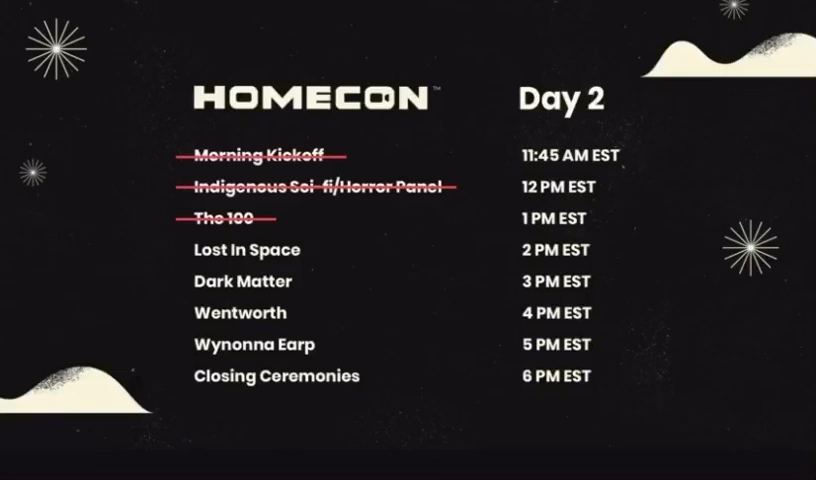 HOMECON™ Day 2
Morning Kickoff 11:45 AM EST
Indigenous Sci-fi/Horror Panel 12 PM EST
The 100 1 PM EST
Lost In Space 2 PM EST
Dark Matter 3 PM EST
Wentworth 4 PM EST
Wynonna Earp 5 PM EST
Closing Ceremonies 6 PM EST